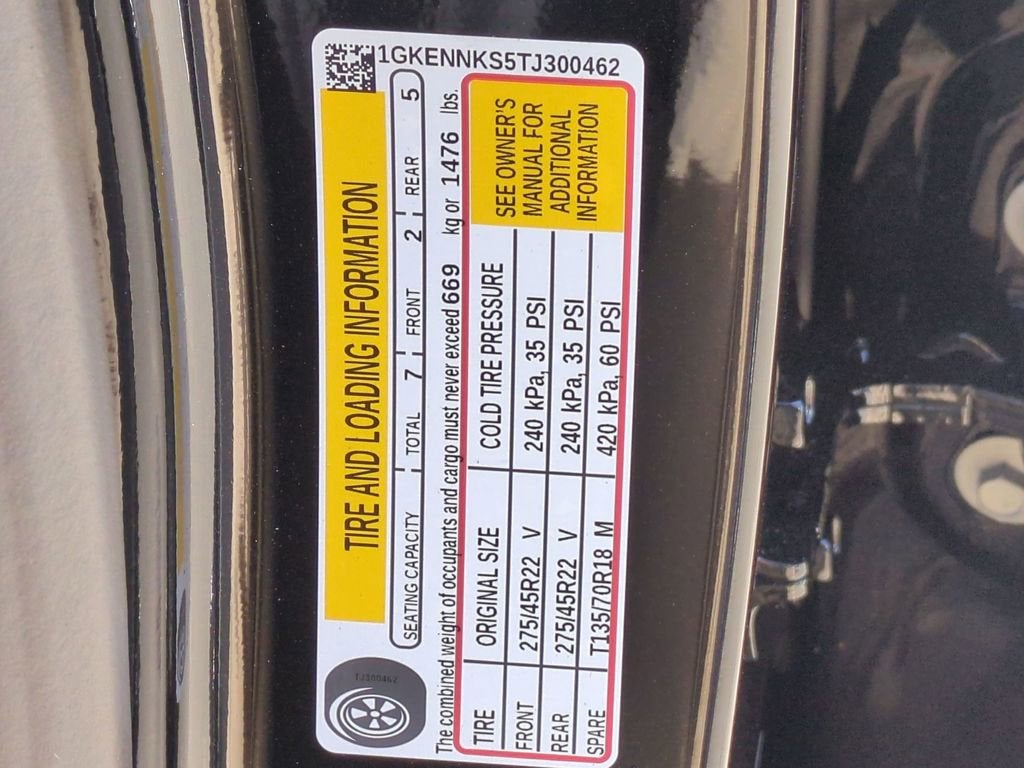 1GKENNKS5TJ300462
TIRE AND LOADING INFORMATION
SEATING CAPACITY TOTAL 7 FRONT 2 REAR 5
The combined weight of occupants and cargo must never exceed 669 kg or 1476 lbs.
TIRE ORIGINAL SIZE COLD TIRE PRESSURE
FRONT 275/45R22 V 240 kPa, 35 PSI
REAR 275/45R22 V 240 kPa, 35 PSI
SPARE T135/70R18 M 420 kPa, 60 PSI
SEE OWNER'S
MANUAL FOR
ADDITIONAL
INFORMATION
TJ300462